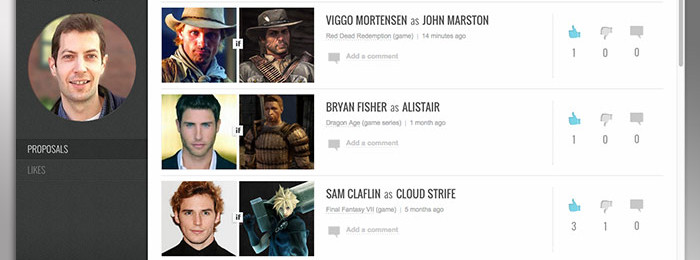 PROPOSALS
LIKES
if
VIGGO MORTENSEN as JOHN MARSTON
Red Dead Redemption (game) | 14 minutes ago
Add a comment
1 0 0
if
BRYAN FISHER as ALISTAIR
Dragon Age (game series) | 1 month ago
Add a comment
1 0 0
if
SAM CLAFLIN as CLOUD STRIFE
Final Fantasy VII (game) | 5 months ago
Add a comment
3 1 0